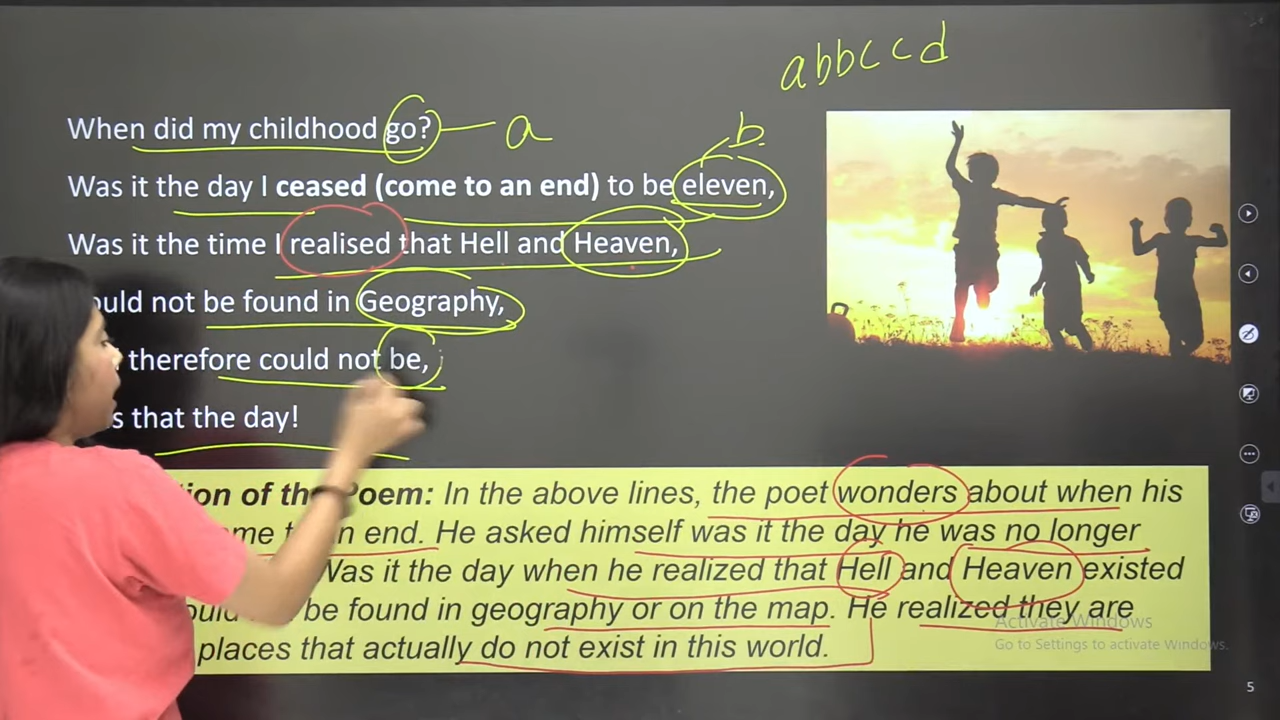 abbccd
When did my childhood go? a
b
Was it the day I ceased (come to an end) to be eleven,
Was it the time I realised that Hell and Heaven,
not be found in Geography,
therefore could not be,
that the day!
of the Poem: In the above lines, the poet wonders about when his
end. He asked himself was it the day he was no longer
Was it the day when he realized that Hell and Heaven existed
be found in geography or on the map. He realized they are
places that actually do not exist in this world.
Activate Windows
Go to Settings to activate Windows.
5